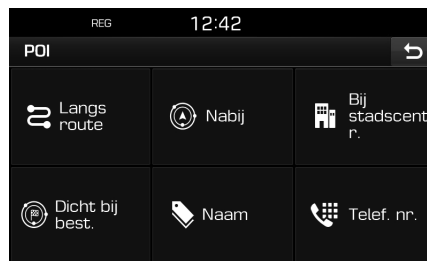 REG 12:42
POI
Langs
route
Nabij
Bij
stadscent
r.
Dicht bij
best.
Naam
Telef. nr.